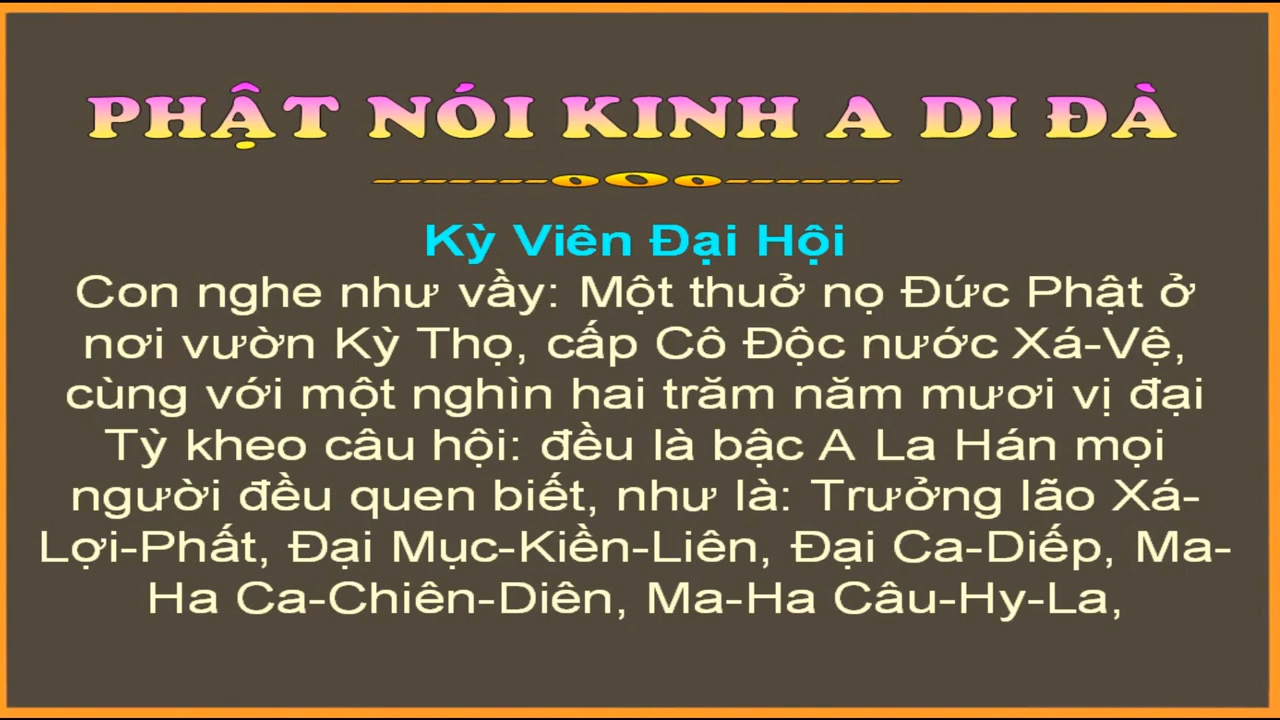 PHẬT NÓI KINH A DI ĐÀ
Kỳ Viên Đại Hội
Con nghe như vầy: Một thuở nọ Đức Phật ở
nơi vườn Kỳ Thọ, cấp Cô Độc nước Xá-Vệ,
cùng với một nghìn hai trăm năm mươi vị đại
Tỳ kheo câu hội: đều là bậc A La Hán mọi
người đều quen biết, như là: Trưởng lão Xá-
Lợi-Phất, Đại Mục-Kiền-Liên, Đại Ca-Diếp, Ma-
Ha Ca-Chiên-Diên, Ma-Ha Câu-Hy-La,